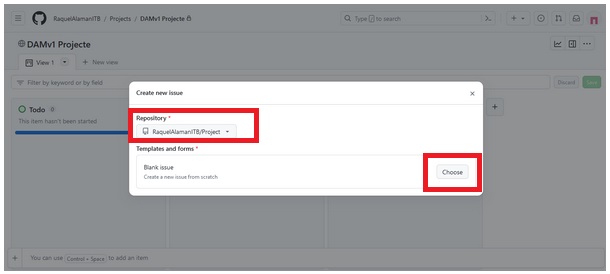 RaquelAlamanITB / Projects / DAMv1 Projecte
Type / to search
DAMv1 Projecte
View 1
New view
Filter by keyword or by field
Discard
Save
Todo 0
This item hasn't been started
Create new issue
Repository *
RaquelAlamanITB/Project
Templates and forms *
Blank issue
Create a new issue from scratch
Choose
You can use Control + Space to add an item